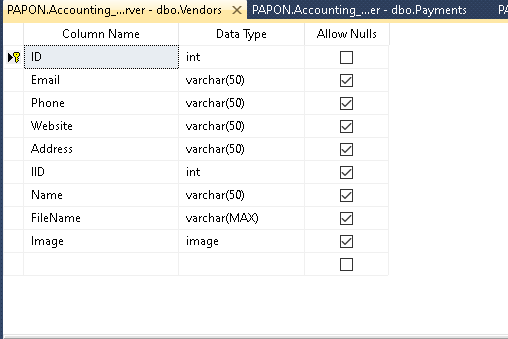 PAPON.Accounting_...rver - dbo.Vendors PAPON.Accounting_...er - dbo.Payments PA
Column Name Data Type Allow Nulls
ID int
Email varchar(50)
Phone varchar(50)
Website varchar(50)
Address varchar(50)
IID int
Name varchar(50)
FileName varchar(MAX)
Image image